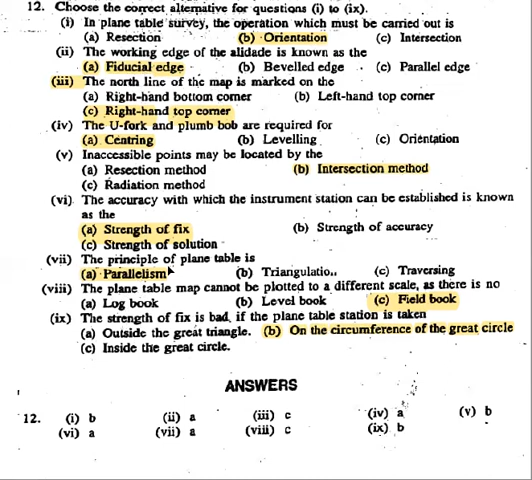 12. Choose the correct alternative for questions (i) to (ix).
(i) In plane table survey, the operation which must be carried out is
(a) Resection (b) Orientation (c) Intersection
(ii) The working edge of the alidade is known as the
(a) Fiducial edge (b) Bevelled edge (c) Parallel edge
(iii) The north line of the map is marked on the
(a) Right-hand bottom corner (b) Left-hand top corner
(c) Right-hand top corner
(iv) The U-fork and plumb bob are required for
(a) Centring (b) Levelling (c) Orientation
(v) Inaccessible points may be located by the
(a) Resection method (b) Intersection method
(c) Radiation method
(vi) The accuracy with which the instrument station can be established is known
as the
(a) Strength of fix (b) Strength of accuracy
(c) Strength of solution
(vii) The principle of plane table is
(a) Parallelism (b) Triangulation (c) Traversing
(viii) The plane table map cannot be plotted to a different scale, as there is no
(a) Log book (b) Level book (c) Field book
(ix) The strength of fix is bad, if the plane table station is taken
(a) Outside the great triangle. (b) On the circumference of the great circle
(c) Inside the great circle.
ANSWERS
12. (i) b (ii) a (iii) c (iv) a (v) b
(vi) a (vii) a (viii) c (ix) b